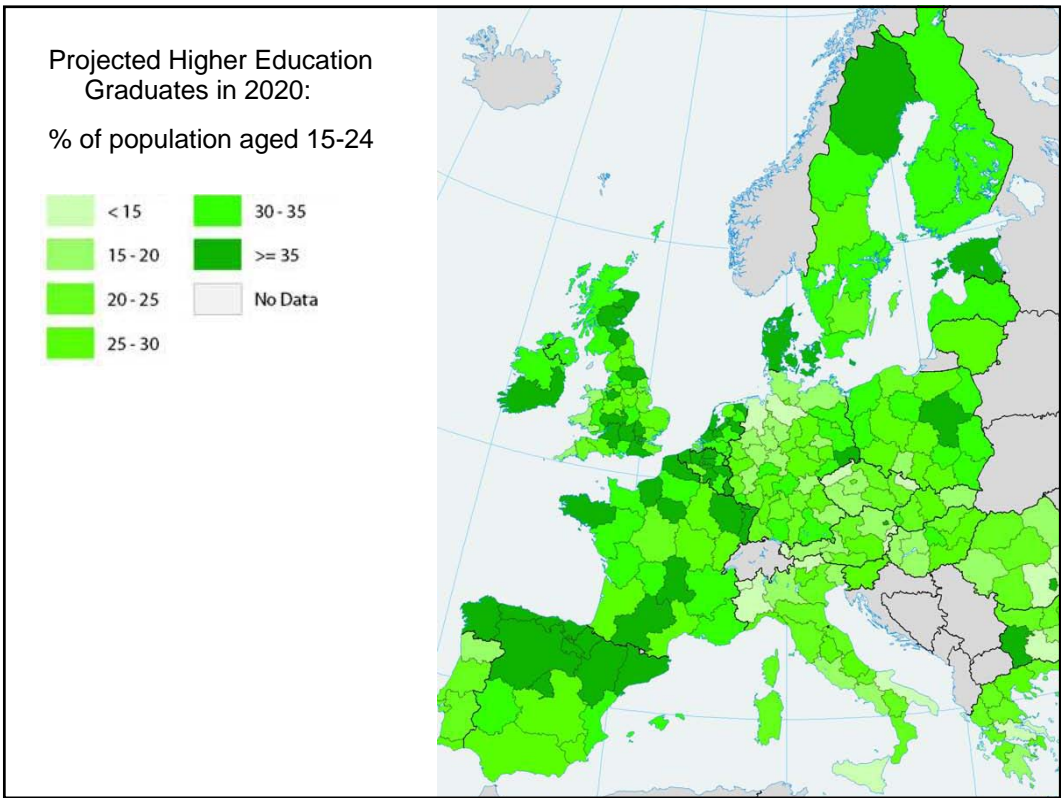 Projected Higher Education
Graduates in 2020:
% of population aged 15-24
< 15
30 - 35
15 - 20
>= 35
20 - 25
No Data
25 - 30